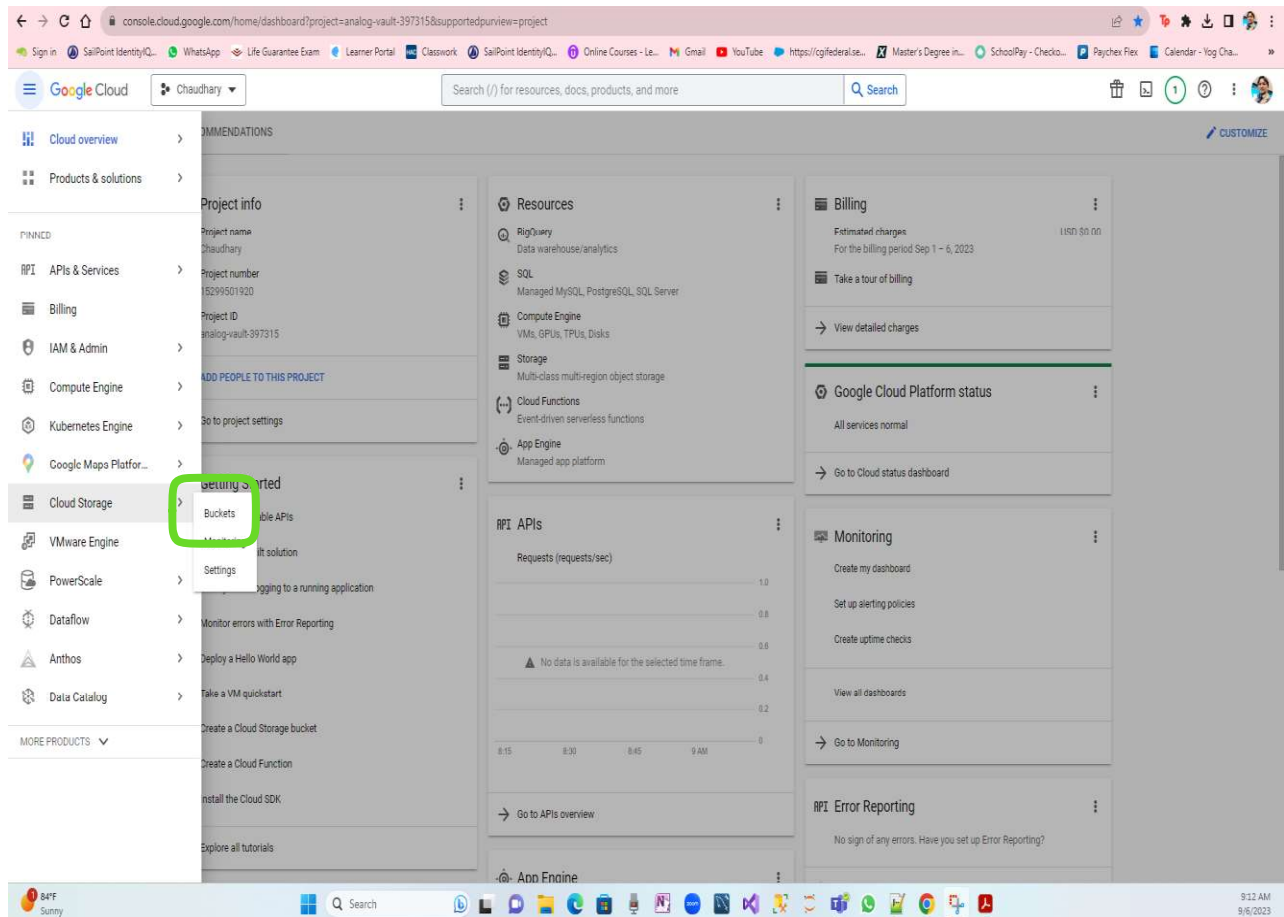 console.cloud.google.com/home/dashboard?project=analog-vault-397315&supportedpurview=project
Sign in
SailPoint IdentityIQ...
WhatsApp
Life Guarantee Exam
Learner Portal
Classwork
SailPoint IdentityIQ...
Online Courses - Le...
Gmail
YouTube
https://cgifederal.se...
Master's Degree in...
SchoolPay - Checko...
Paychex Flex
Calendar - Yog Cha...
»
Google Cloud
Chaudhary
Search (/) for resources, docs, products, and more
Search
1
Cloud overview
Products & solutions
PINNED
API APIs & Services
Billing
IAM & Admin
Compute Engine
Kubernetes Engine
Google Maps Platfor...
Cloud Storage
VMware Engine
PowerScale
Dataflow
Anthos
Data Catalog
MORE PRODUCTS
Buckets
Monitoring
Settings
OMMENDATIONS
CUSTOMIZE
Project info
Project name
Chaudhary
Project number
15299501920
Project ID
analog-vault-397315
ADD PEOPLE TO THIS PROJECT
Go to project settings
Getting Started
able APIs
ilt solution
ogging to a running application
Monitor errors with Error Reporting
Deploy a Hello World app
Take a VM quickstart
Create a Cloud Storage bucket
Create a Cloud Function
nstall the Cloud SDK
Explore all tutorials
Resources
BigQuery
Data warehouse/analytics
SQL
Managed MySQL, PostgreSQL, SQL Server
Compute Engine
VMs, GPUs, TPUs, Disks
Storage
Multi-class multi-region object storage
Cloud Functions
Event-driven serverless functions
App Engine
Managed app platform
API APIs
Requests (requests/sec)
1.0
0.8
0.6
No data is available for the selected time frame.
0.4
0.2
0
8:15 8:30 8:45 9 AM
Go to APIs overview
App Engine
Billing
Estimated charges USD $0.00
For the billing period Sep 1 – 6, 2023
Take a tour of billing
View detailed charges
Google Cloud Platform status
All services normal
Go to Cloud status dashboard
Monitoring
Create my dashboard
Set up alerting policies
Create uptime checks
View all dashboards
Go to Monitoring
API Error Reporting
No sign of any errors. Have you set up Error Reporting?
1
84°F
Sunny
Search
9:12 AM
9/6/2023